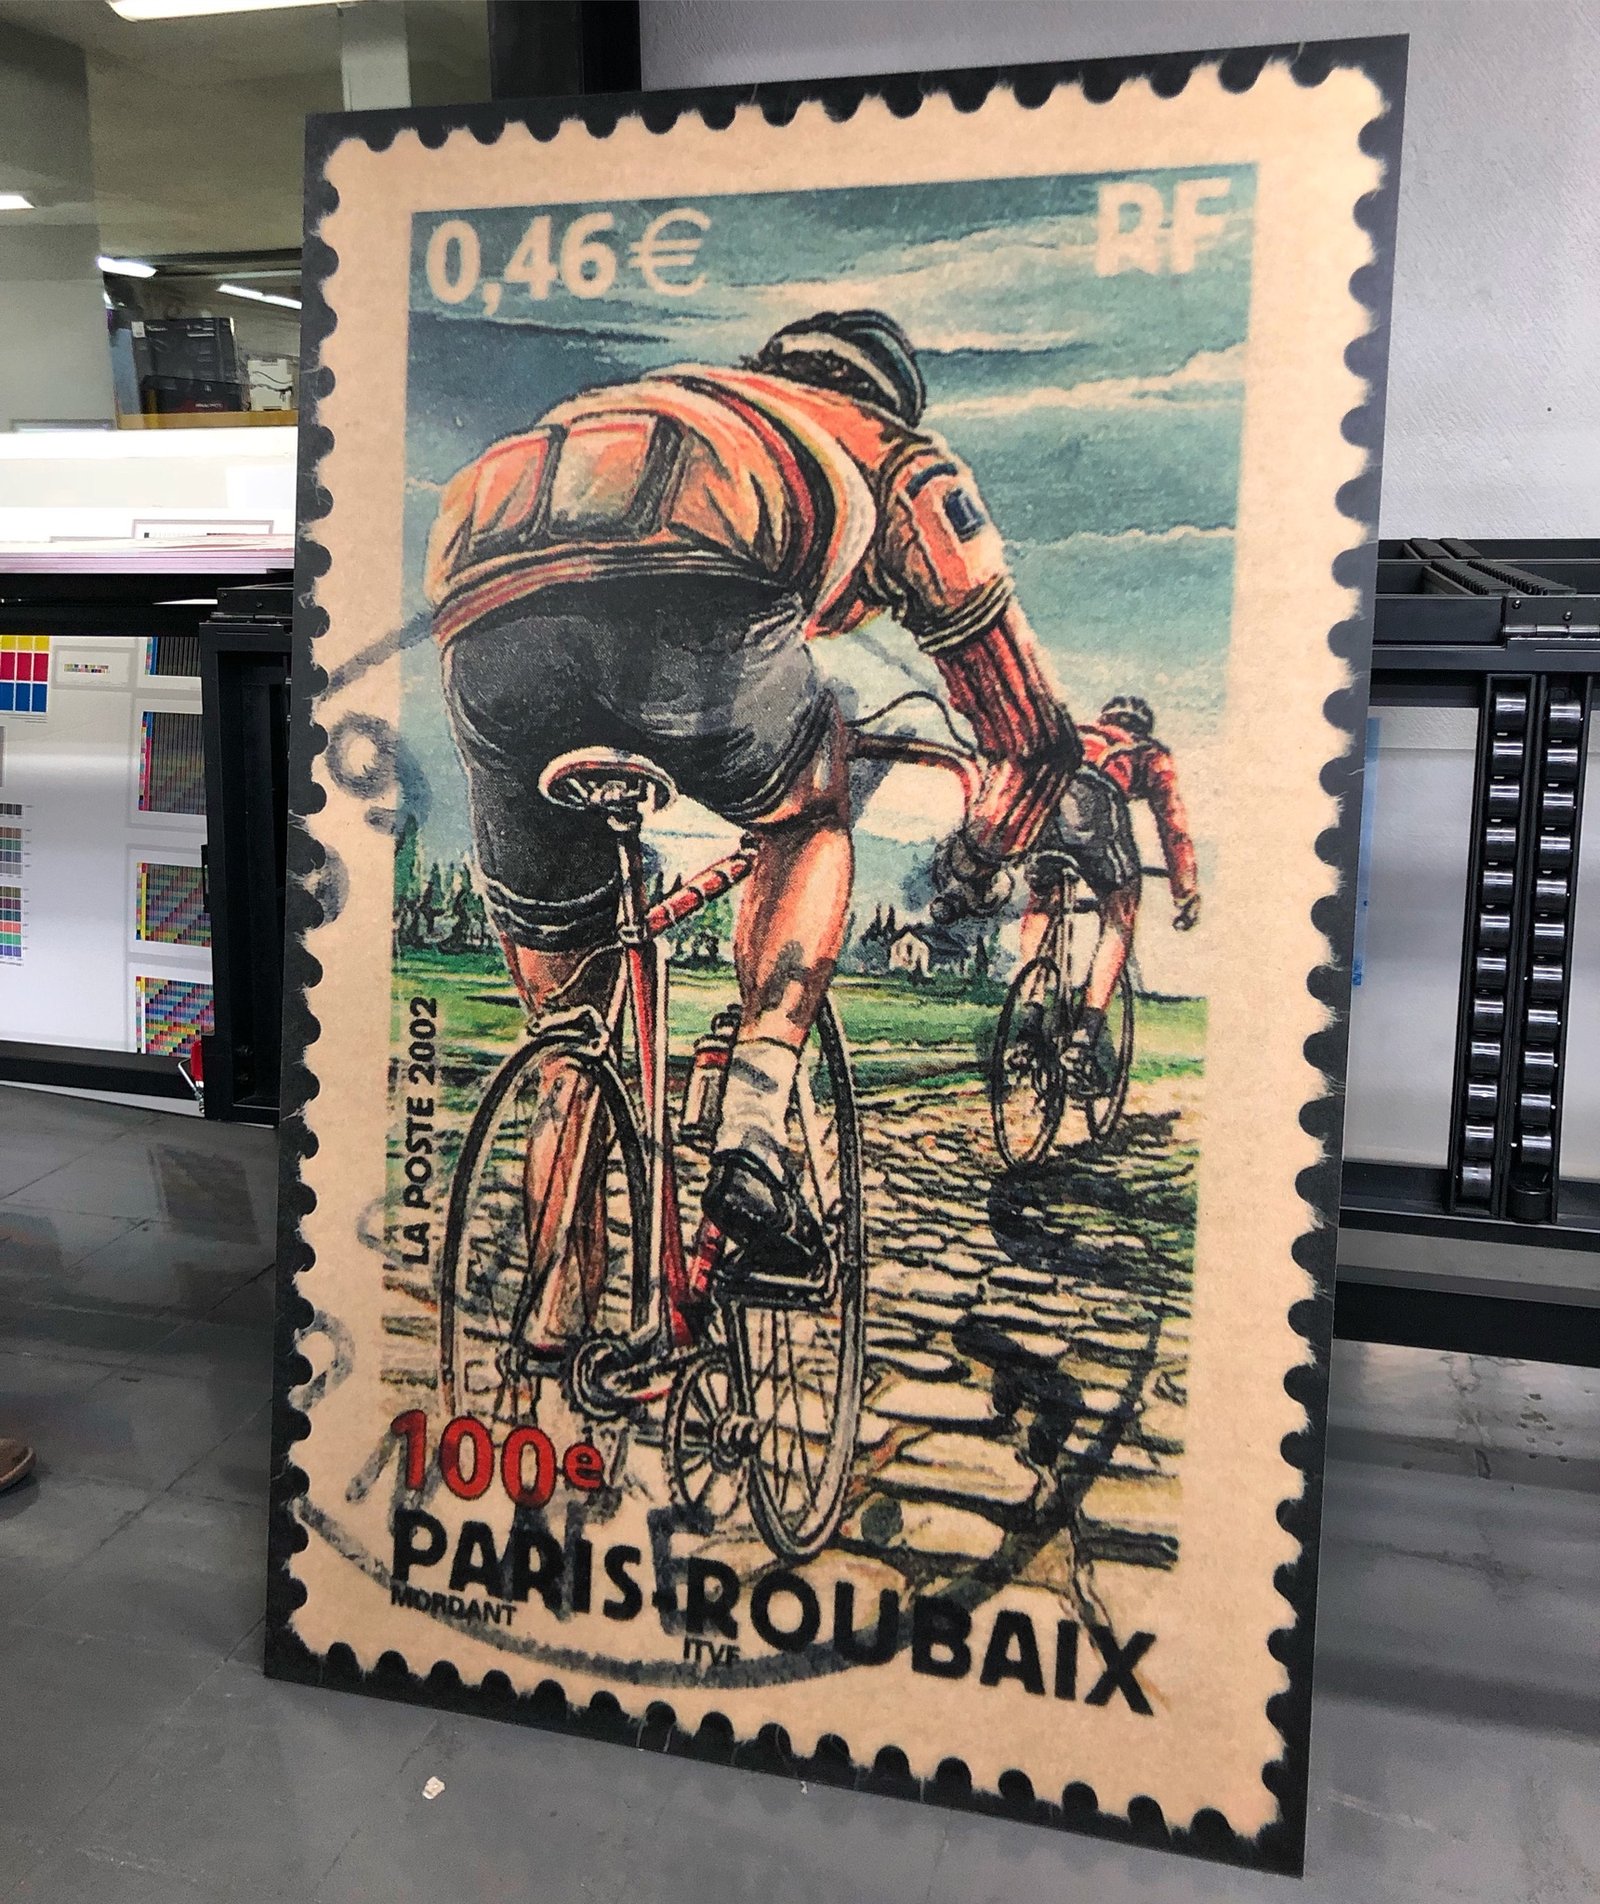 0,46€
RF
LA POSTE 2002
100e
PARIS-ROUBAIX
MORDANT
ITVF